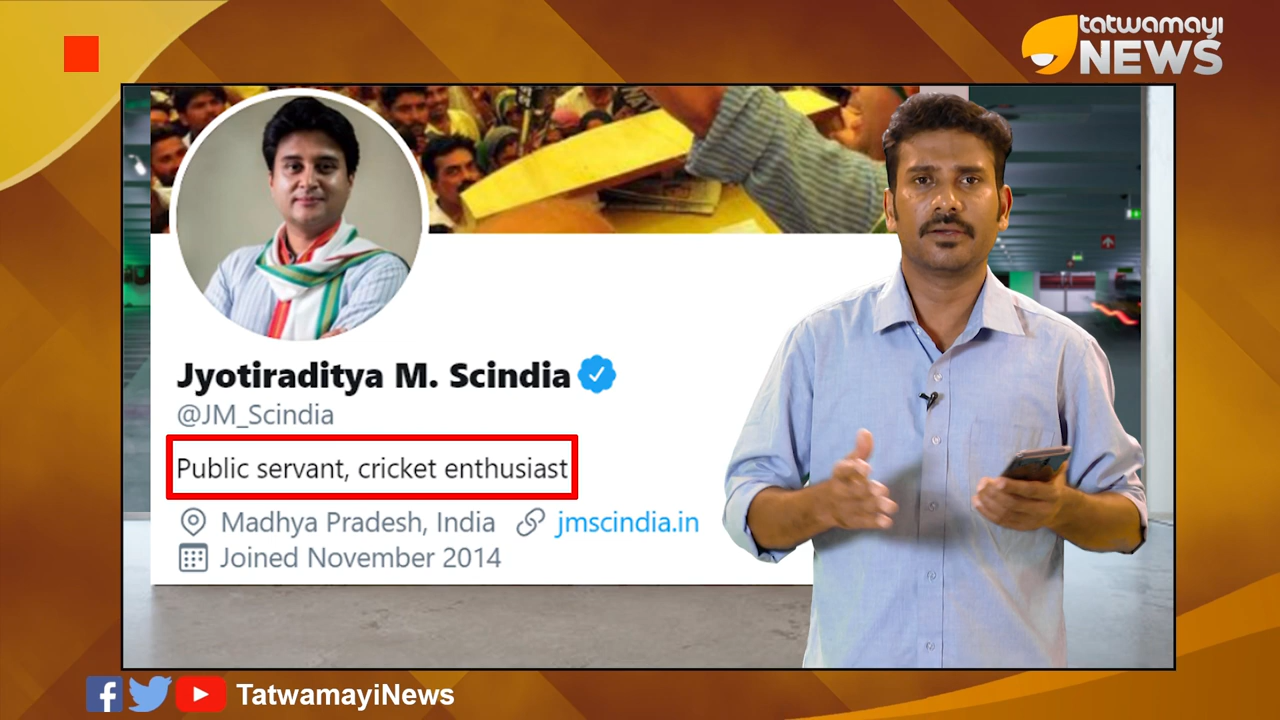 tatwamayi
NEWS
Jyotiraditya M. Scindia
@JM_Scindia
Public servant, cricket enthusiast
Madhya Pradesh, India jmscindia.in
Joined November 2014
TatwamayiNews